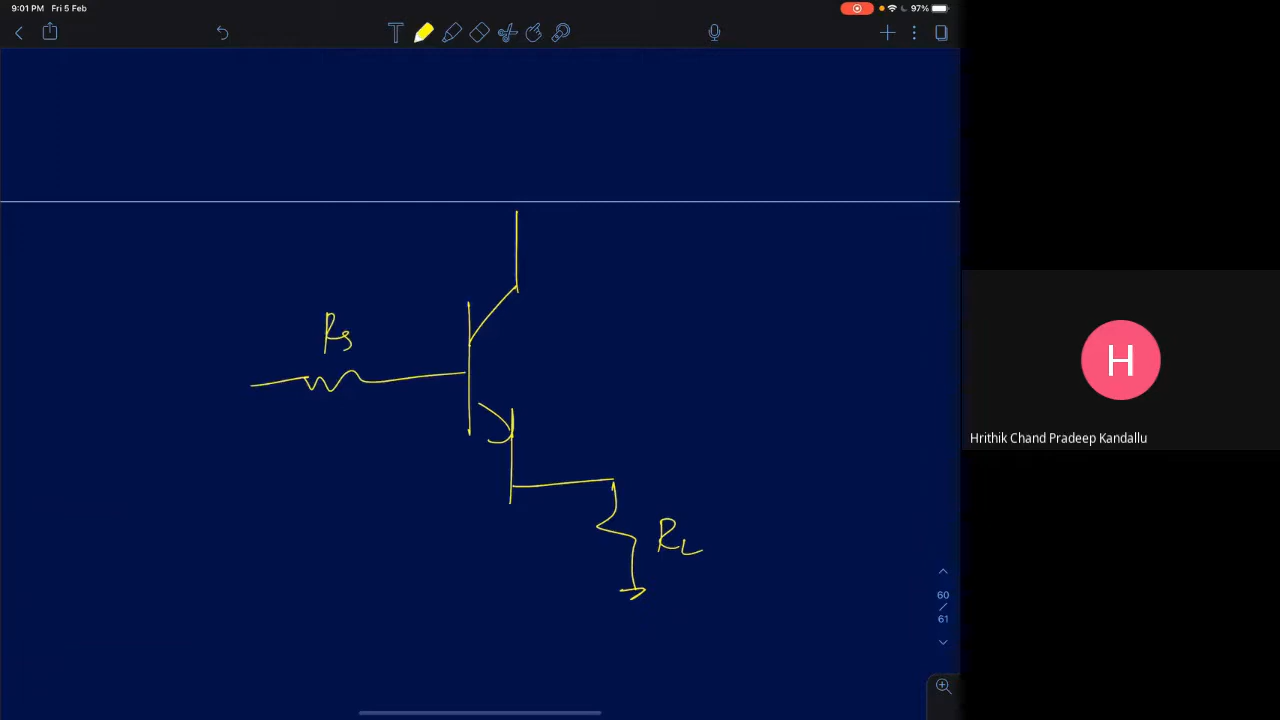 9:01 PM Fri 5 Feb
97%
T
Rs
RL
H
Hrithik Chand Pradeep Kandallu
60
/
61